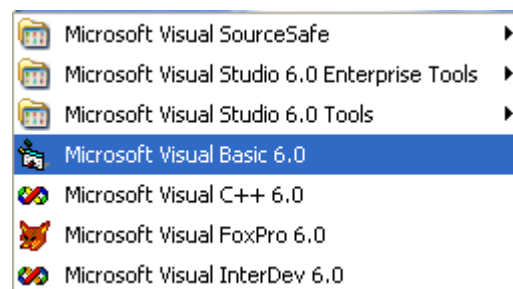 Microsoft Visual SourceSafe
Microsoft Visual Studio 6.0 Enterprise Tools
Microsoft Visual Studio 6.0 Tools
Microsoft Visual Basic 6.0
Microsoft Visual C++ 6.0
Microsoft Visual FoxPro 6.0
Microsoft Visual InterDev 6.0